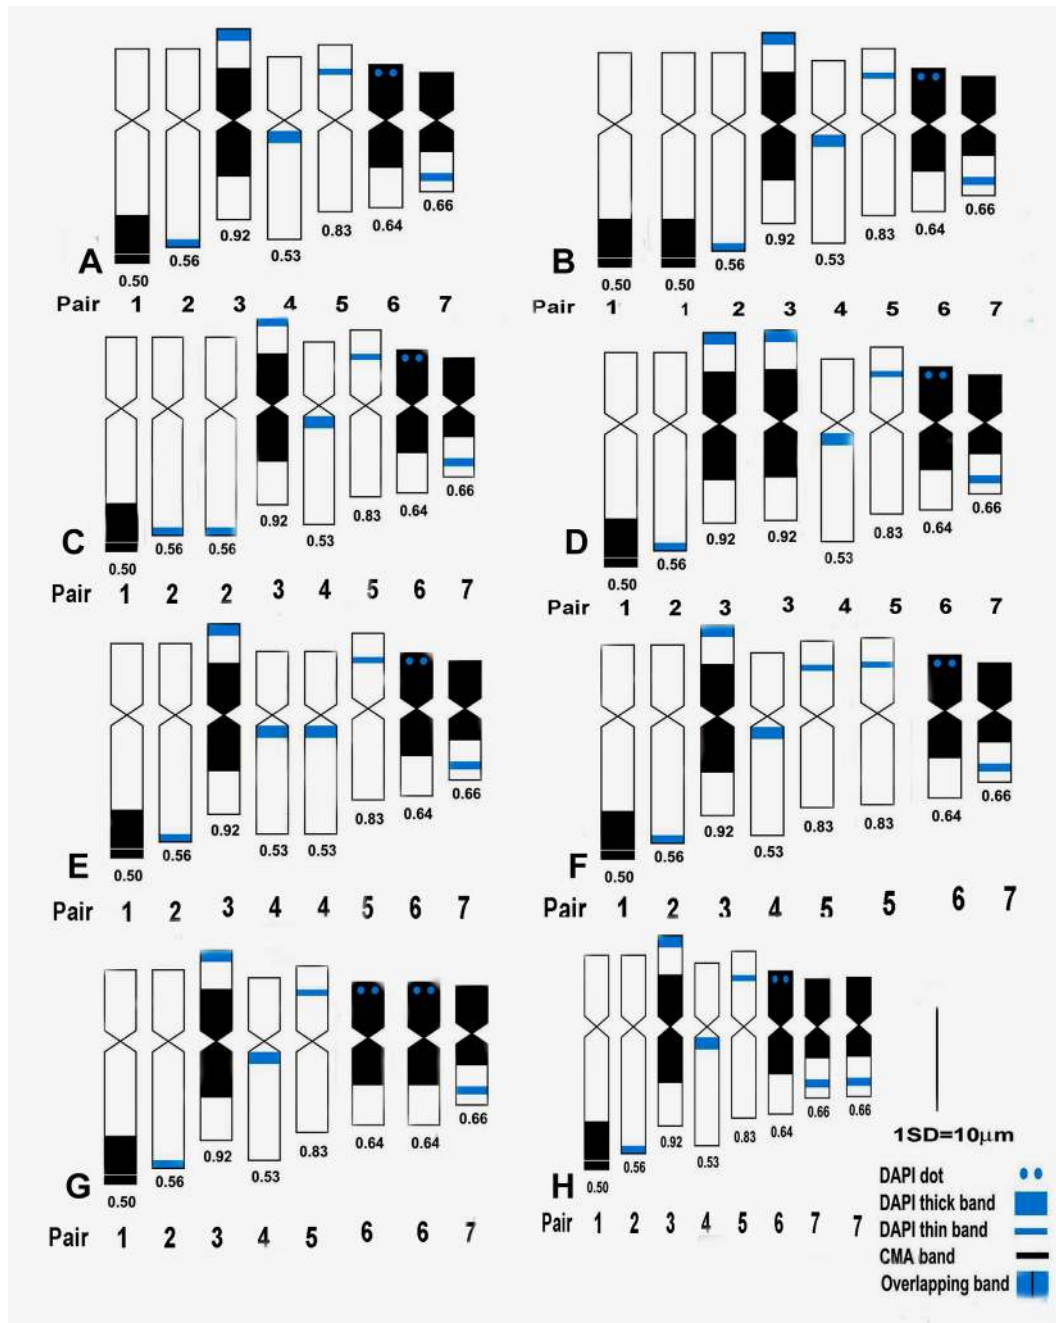 A
0.50 0.56 0.92 0.53 0.83 0.64 0.66
Pair 1 2 3 4 5 6 7
B
0.50 0.50 0.56 0.92 0.53 0.83 0.64 0.66
Pair 1 1 2 3 4 5 6 7
C
0.50 0.56 0.56 0.92 0.53 0.83 0.64 0.66
Pair 1 2 2 3 4 5 6 7
D
0.50 0.56 0.92 0.92 0.53 0.83 0.64 0.66
Pair 1 2 3 3 4 5 6 7
E
0.50 0.56 0.92 0.53 0.53 0.83 0.64 0.66
Pair 1 2 3 4 4 5 6 7
F
0.50 0.56 0.92 0.53 0.83 0.83 0.64 0.66
Pair 1 2 3 4 5 5 6 7
G
0.50 0.56 0.92 0.53 0.83 0.64 0.64 0.66
Pair 1 2 3 4 5 6 6 7
H
0.50 0.56 0.92 0.53 0.83 0.64 0.66 0.66
Pair 1 2 3 4 5 6 7 7
1SD=10μm
DAPI dot
DAPI thick band
DAPI thin band
CMA band
Overlapping band